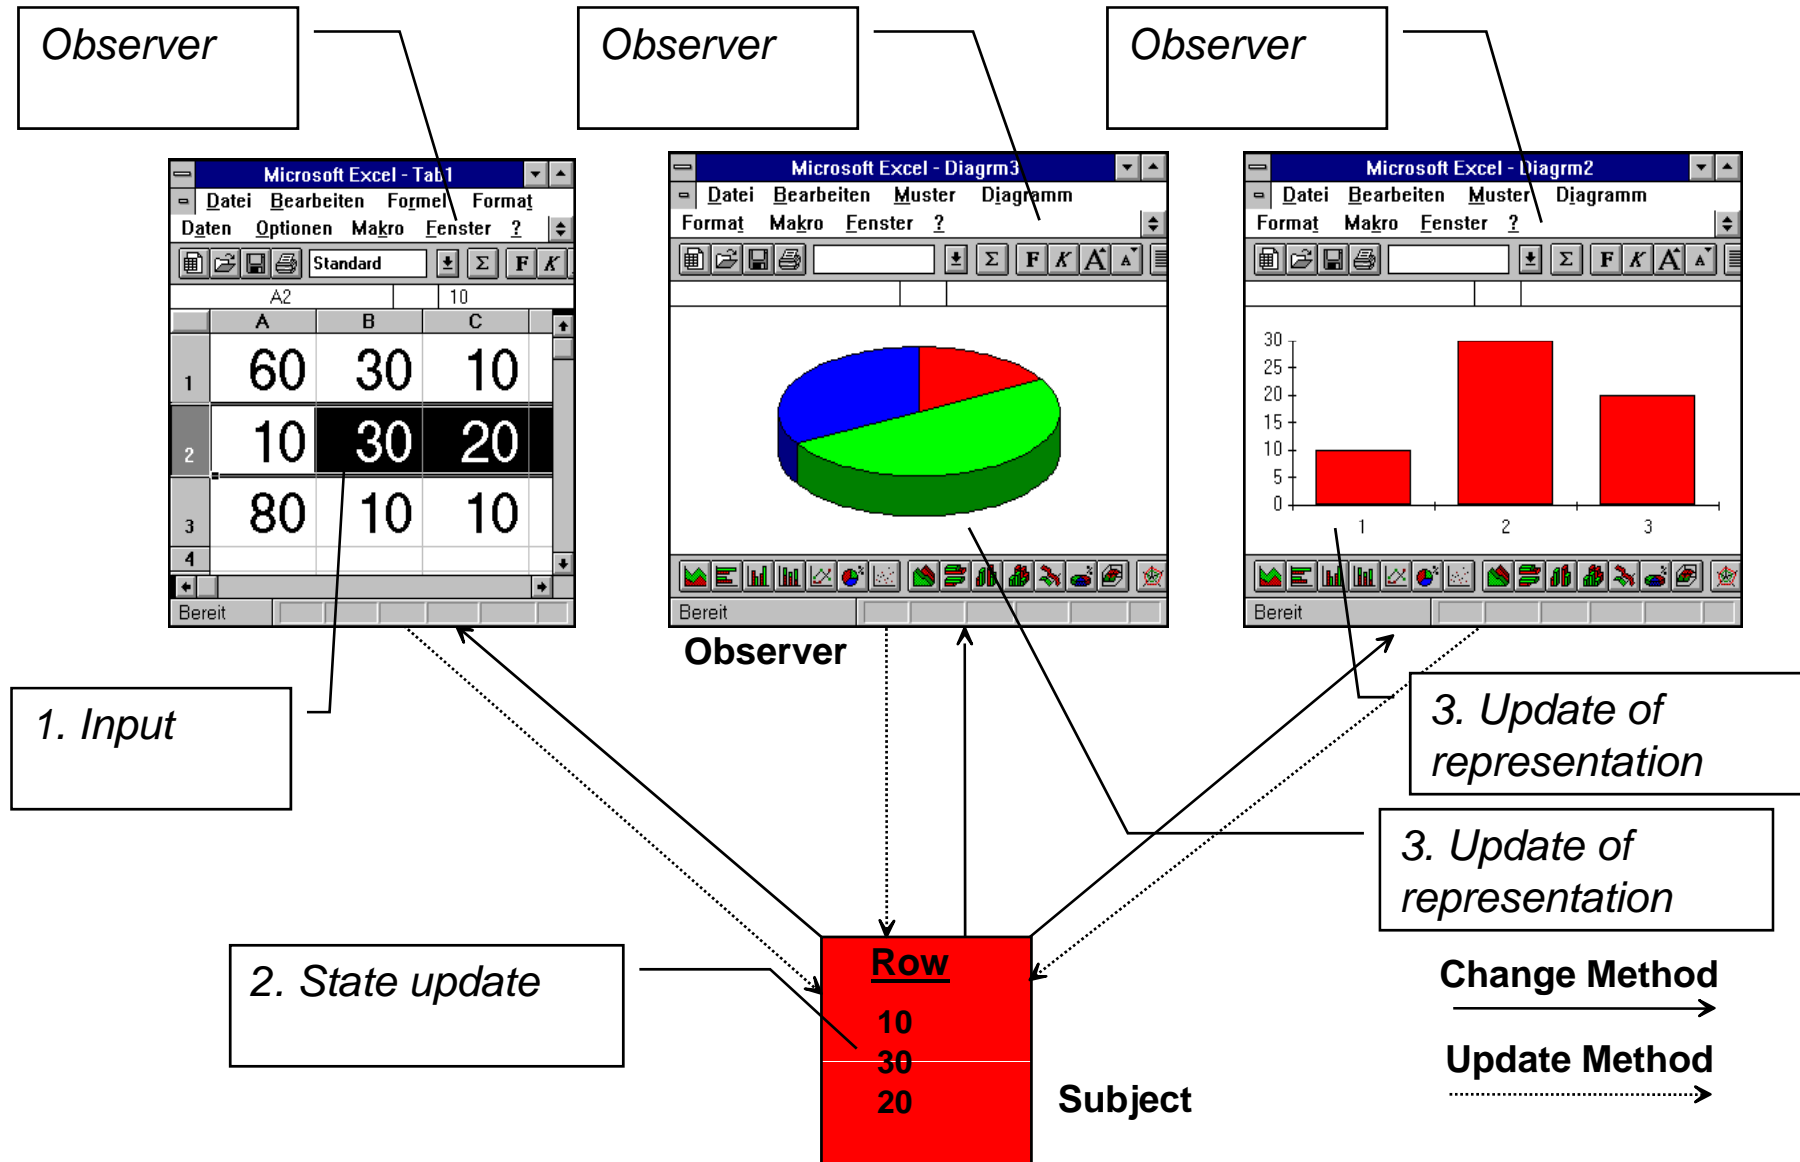 Observer
Observer
Observer
Microsoft Excel - Tab1
Datei Bearbeiten Formel Format
Daten Optionen Makro Fenster ?
Standard
Σ F K
A2 10
A B C
1 60 30 10
2 10 30 20
3 80 10 10
4
Bereit
Microsoft Excel - Diagrm3
Datei Bearbeiten Muster Diagramm
Format Makro Fenster ?
Σ F K A A
Bereit
Microsoft Excel - Diagrm2
Datei Bearbeiten Muster Diagramm
Format Makro Fenster ?
Σ F K A A
30
25
20
15
10
5
0
1 2 3
Bereit
Observer
1. Input
3. Update of
representation
3. Update of
representation
2. State update
Row
10
30
20
Subject
Change Method
Update Method